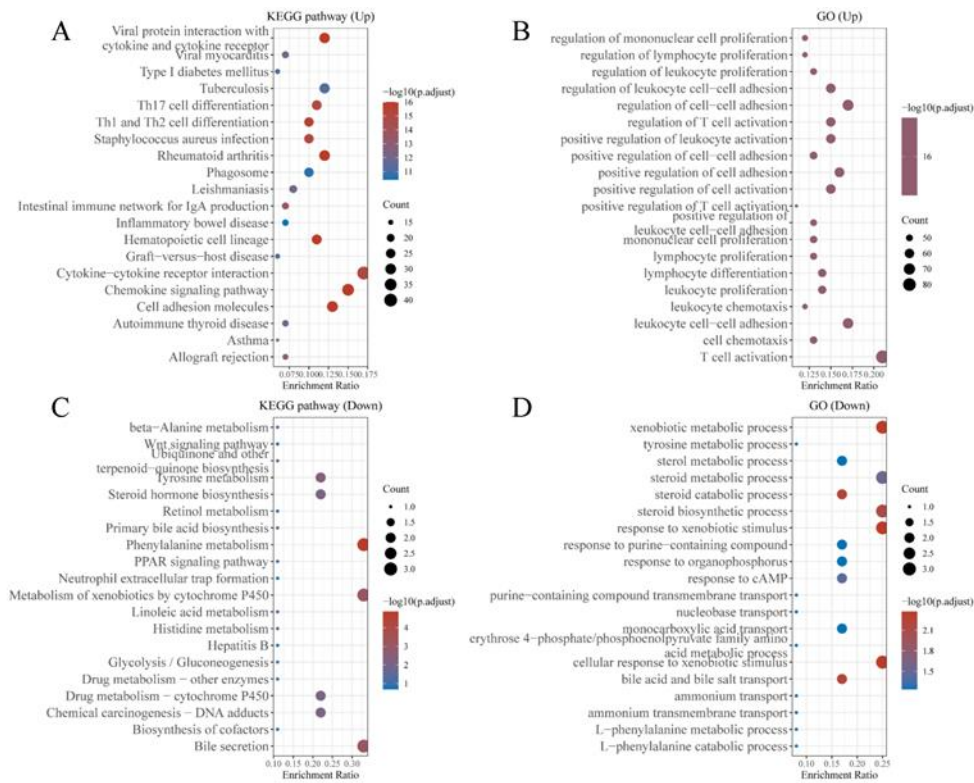 A
KEGG pathway (Up)
Viral protein interaction with
cytokine and cytokine receptor
Viral myocarditis
Type I diabetes mellitus
Tuberculosis
Th17 cell differentiation
Th1 and Th2 cell differentiation
Staphylococcus aureus infection
Rheumatoid arthritis
Phagosome
Leishmaniasis
Intestinal immune network for IgA production
Inflammatory bowel disease
Hematopoietic cell lineage
Graft−versus−host disease
Cytokine−cytokine receptor interaction
Chemokine signaling pathway
Cell adhesion molecules
Autoimmune thyroid disease
Asthma
Allograft rejection
0.075 0.100 0.125 0.150 0.175
Enrichment Ratio
−log10(p.adjust)
16
15
14
13
12
11
Count
15
20
25
30
35
40
B
GO (Up)
regulation of mononuclear cell proliferation
regulation of lymphocyte proliferation
regulation of leukocyte proliferation
regulation of leukocyte cell−cell adhesion
regulation of cell−cell adhesion
regulation of T cell activation
positive regulation of leukocyte activation
positive regulation of cell−cell adhesion
positive regulation of cell adhesion
positive regulation of cell activation
positive regulation of T cell activation
positive regulation of
leukocyte cell−cell adhesion
mononuclear cell proliferation
lymphocyte proliferation
lymphocyte differentiation
leukocyte proliferation
leukocyte chemotaxis
leukocyte cell−cell adhesion
cell chemotaxis
T cell activation
0.125 0.150 0.175 0.200
Enrichment Ratio
−log10(p.adjust)
16
Count
50
60
70
80
C
KEGG pathway (Down)
beta−Alanine metabolism
Wnt signaling pathway
Ubiquinone and other
terpenoid−quinone biosynthesis
Tyrosine metabolism
Steroid hormone biosynthesis
Retinol metabolism
Primary bile acid biosynthesis
Phenylalanine metabolism
PPAR signaling pathway
Neutrophil extracellular trap formation
Metabolism of xenobiotics by cytochrome P450
Linoleic acid metabolism
Histidine metabolism
Hepatitis B
Glycolysis / Gluconeogenesis
Drug metabolism − other enzymes
Drug metabolism − cytochrome P450
Chemical carcinogenesis − DNA adducts
Biosynthesis of cofactors
Bile secretion
0.10 0.15 0.20 0.25 0.30
Enrichment Ratio
Count
1.0
1.5
2.0
2.5
3.0
−log10(p.adjust)
4
3
2
1
D
GO (Down)
xenobiotic metabolic process
tyrosine metabolic process
sterol metabolic process
steroid metabolic process
steroid catabolic process
steroid biosynthetic process
response to xenobiotic stimulus
response to purine−containing compound
response to organophosphorus
response to cAMP
purine−containing compound transmembrane transport
nucleobase transport
monocarboxylic acid transport
erythrose 4−phosphate/phosphoenolpyruvate family amino
acid metabolic process
cellular response to xenobiotic stimulus
bile acid and bile salt transport
ammonium transport
ammonium transmembrane transport
L−phenylalanine metabolic process
L−phenylalanine catabolic process
0.10 0.15 0.20 0.25
Enrichment Ratio
Count
1.0
1.5
2.0
2.5
3.0
−log10(p.adjust)
2.1
1.8
1.5